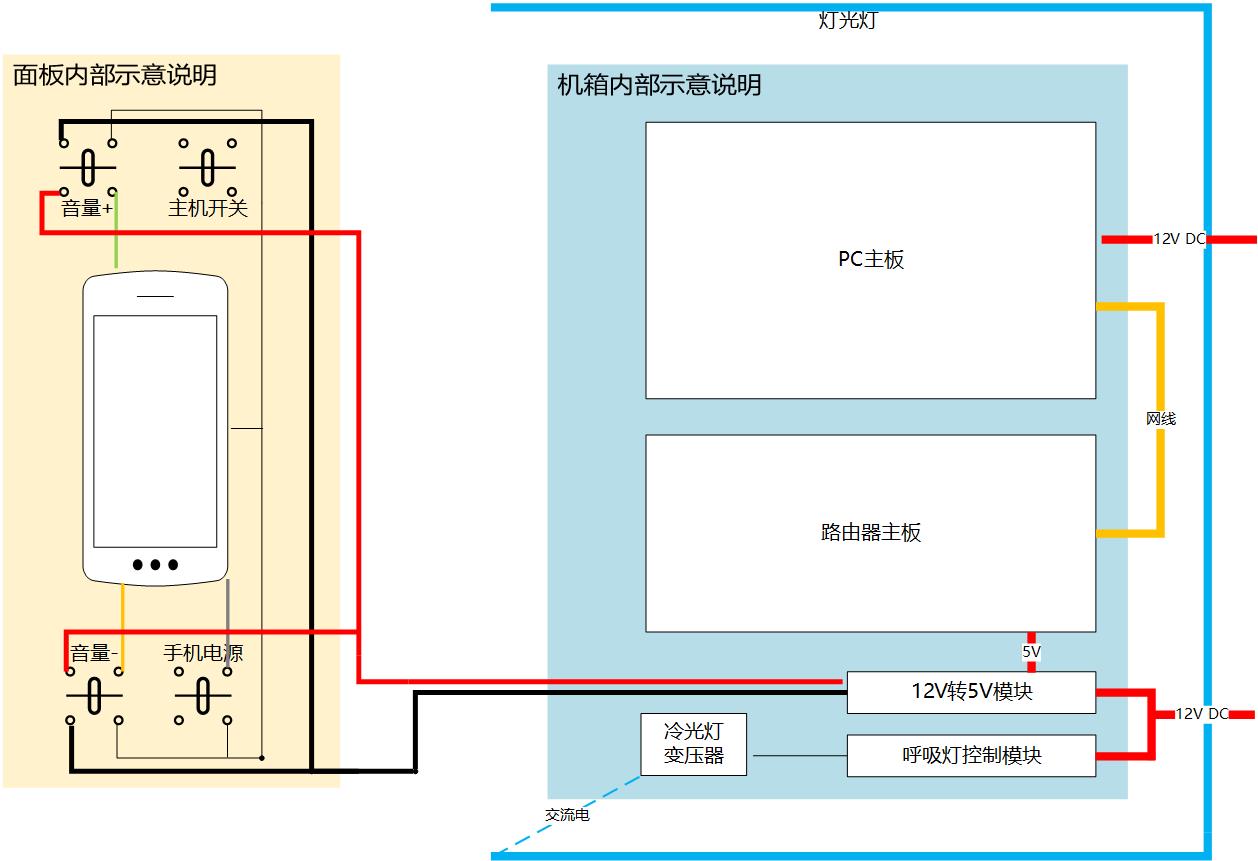 灯光灯
面板内部示意说明
机箱内部示意说明
音量+
主机开关
PC主板
12V DC
网线
路由器主板
音量-
手机电源
5V
12V转5V模块
12V DC
冷光灯
变压器
呼吸灯控制模块
交流电